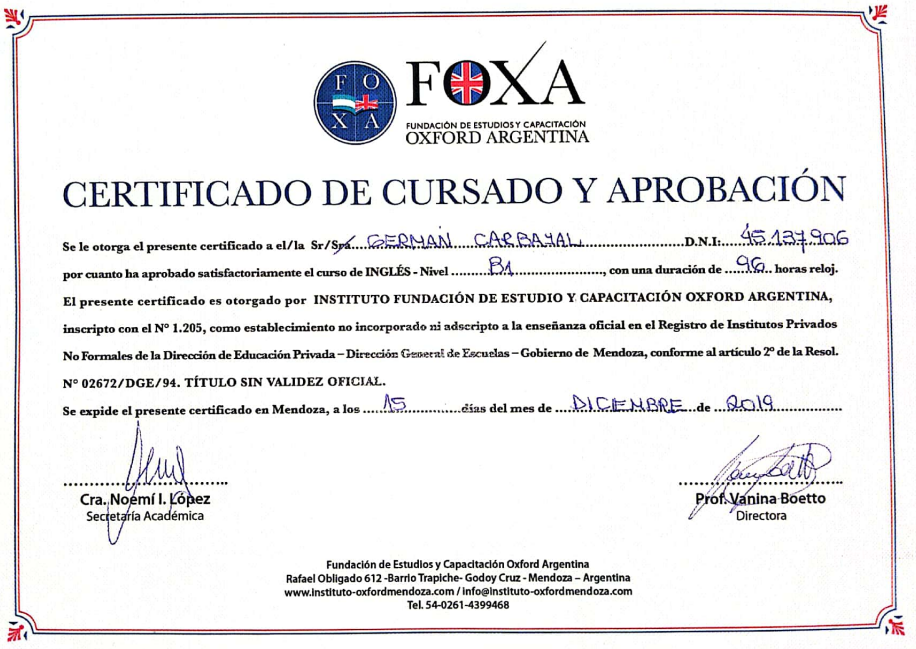 F O
X A
FOXA
FUNDACIÓN DE ESTUDIOS Y CAPACITACIÓN
OXFORD ARGENTINA
CERTIFICADO DE CURSADO Y APROBACIÓN
Se le otorga el presente certificado a el/la Sr/Sra. GERMAN CARBAJAL D.N.I: 45.137.906
por cuanto ha aprobado satisfactoriamente el curso de INGLÉS - Nivel B1, con una duración de 96 horas reloj.
El presente certificado es otorgado por INSTITUTO FUNDACIÓN DE ESTUDIO Y CAPACITACIÓN OXFORD ARGENTINA,
inscripto con el Nº 1.205, como establecimiento no incorporado ni adscripto a la enseñanza oficial en el Registro de Institutos Privados
No Formales de la Dirección de Educación Privada – Dirección General de Escuelas – Gobierno de Mendoza, conforme al artículo 2º de la Resol.
Nº 02672/DGE/94. TÍTULO SIN VALIDEZ OFICIAL.
Se expide el presente certificado en Mendoza, a los 15 días del mes de DICIEMBRE de 2019
Cra. Noemí I. López
Secretaría Académica
Prof. Vanina Boetto
Directora
Fundación de Estudios y Capacitación Oxford Argentina
Rafael Obligado 612 -Barrio Trapiche- Godoy Cruz - Mendoza – Argentina
www.instituto-oxfordmendoza.com / info@instituto-oxfordmendoza.com
Tel. 54-0261-4399468